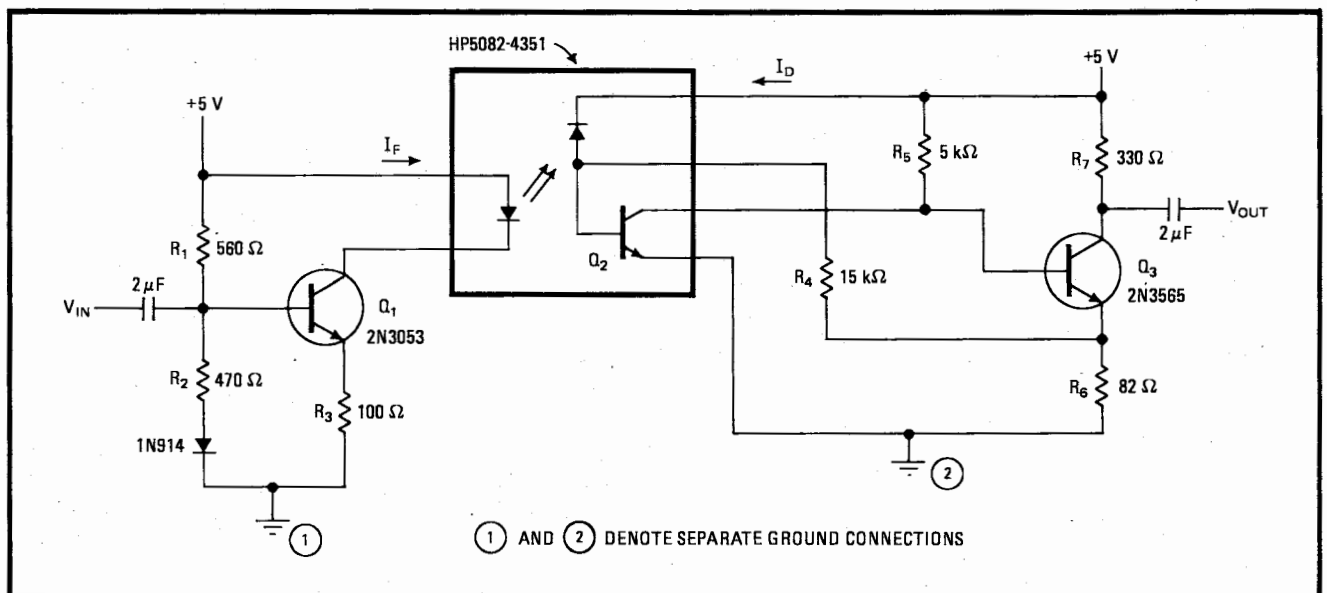 HP5082-4351
+5 V
I_D
+5 V
I_F
R₅
5 kΩ
R₇
330 Ω
R₁
560 Ω
V_OUT
2 μF
Q₂
R₄
15 kΩ
Q₃
2N3565
2 μF
V_IN
Q₁
2N3053
R₂
470 Ω
R₃
100 Ω
R₆
82 Ω
1N914
2
1
1 AND 2 DENOTE SEPARATE GROUND CONNECTIONS